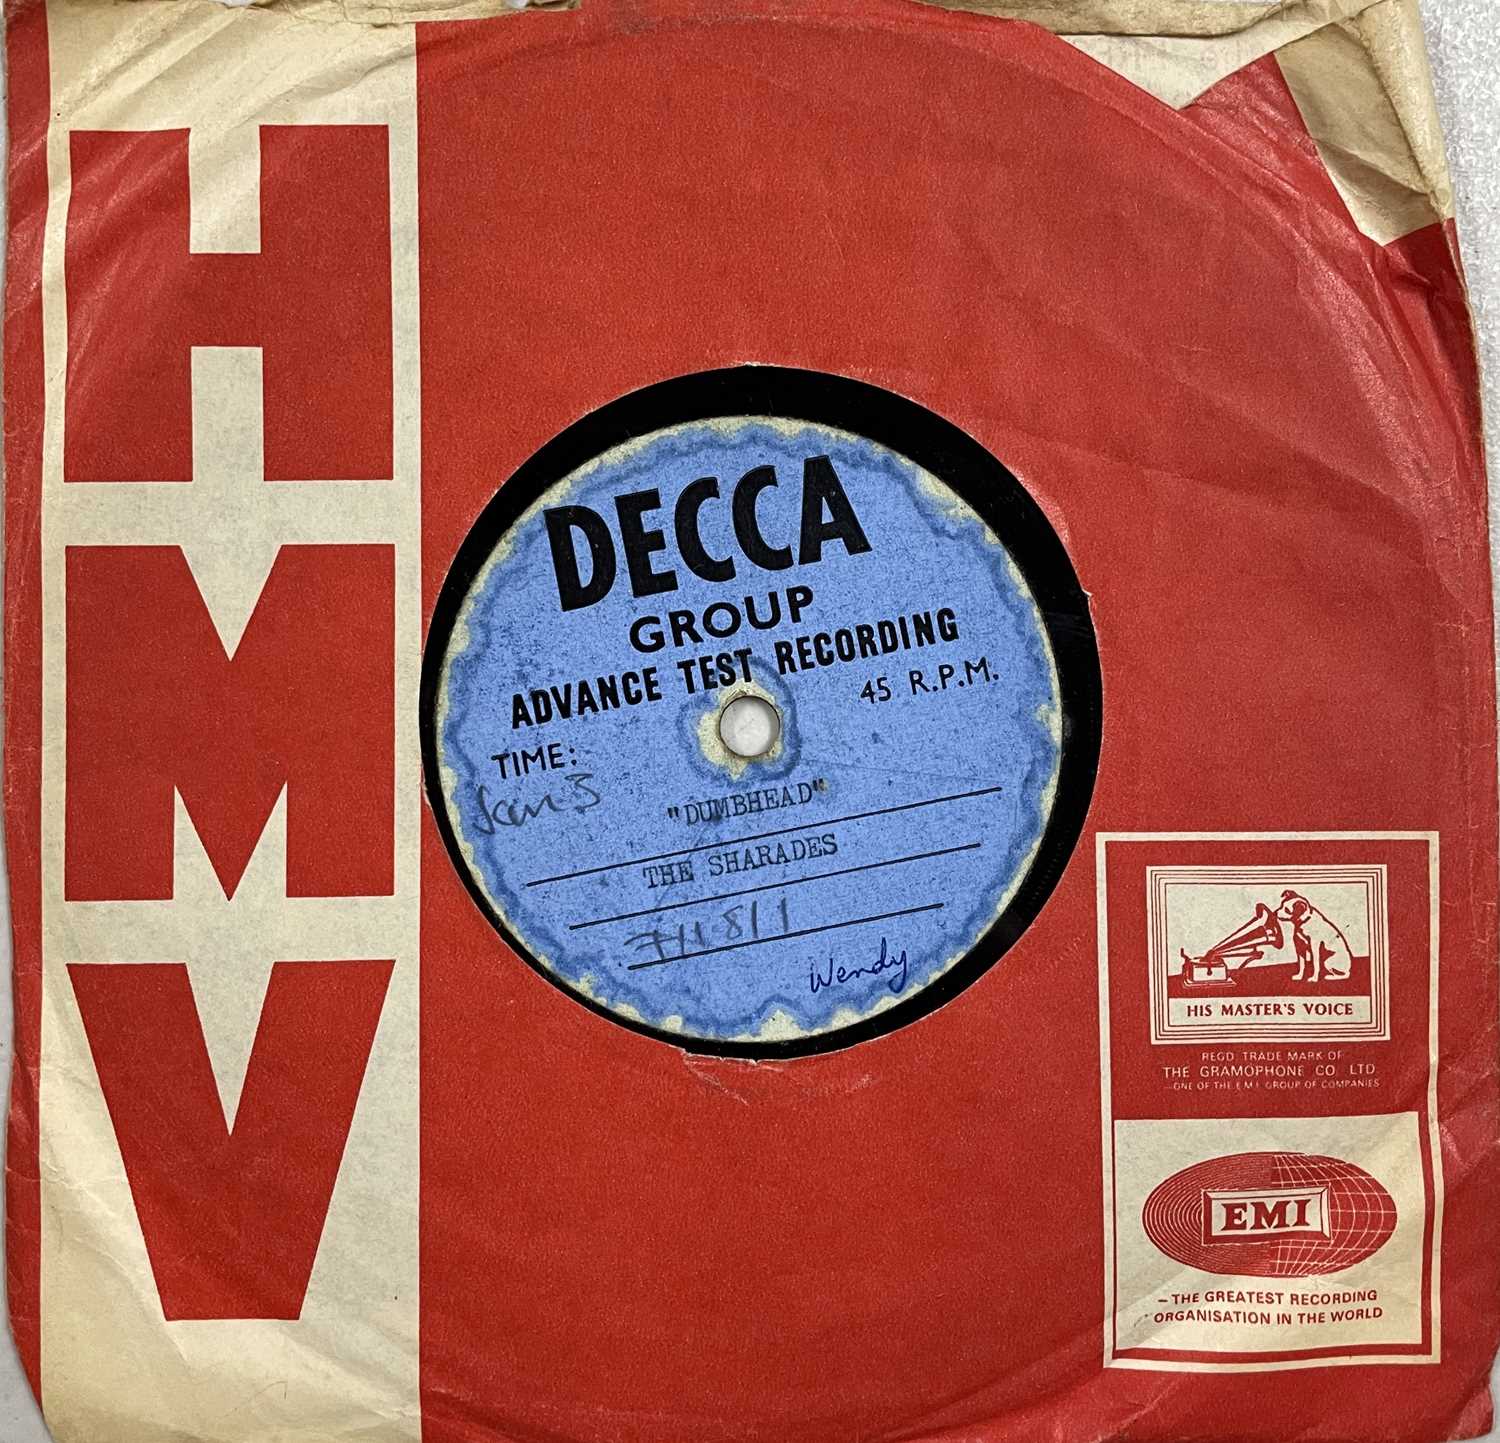 HMV
DECCA
GROUP
ADVANCE TEST RECORDING
45 R.P.M.
TIME:
"DUMBHEAD"
THE SHARADES
Wendy
HIS MASTER'S VOICE
REGD TRADE MARK OF
THE GRAMOPHONE CO. LTD.
—ONE OF THE E.M.I. GROUP OF COMPANIES
EMI
—THE GREATEST RECORDING
ORGANISATION IN THE WORLD